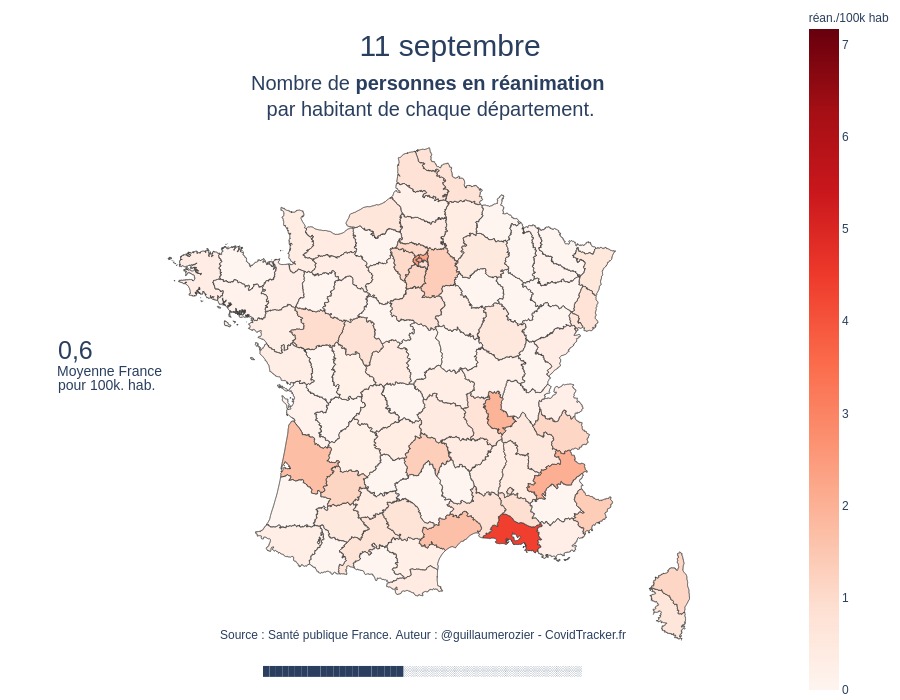 réan./100k hab
11 septembre
Nombre de personnes en réanimation
par habitant de chaque département.
7
6
5
4
3
2
1
0
0,6
Moyenne France
pour 100k. hab.
Source : Santé publique France. Auteur : @guillaumerozier - CovidTracker.fr